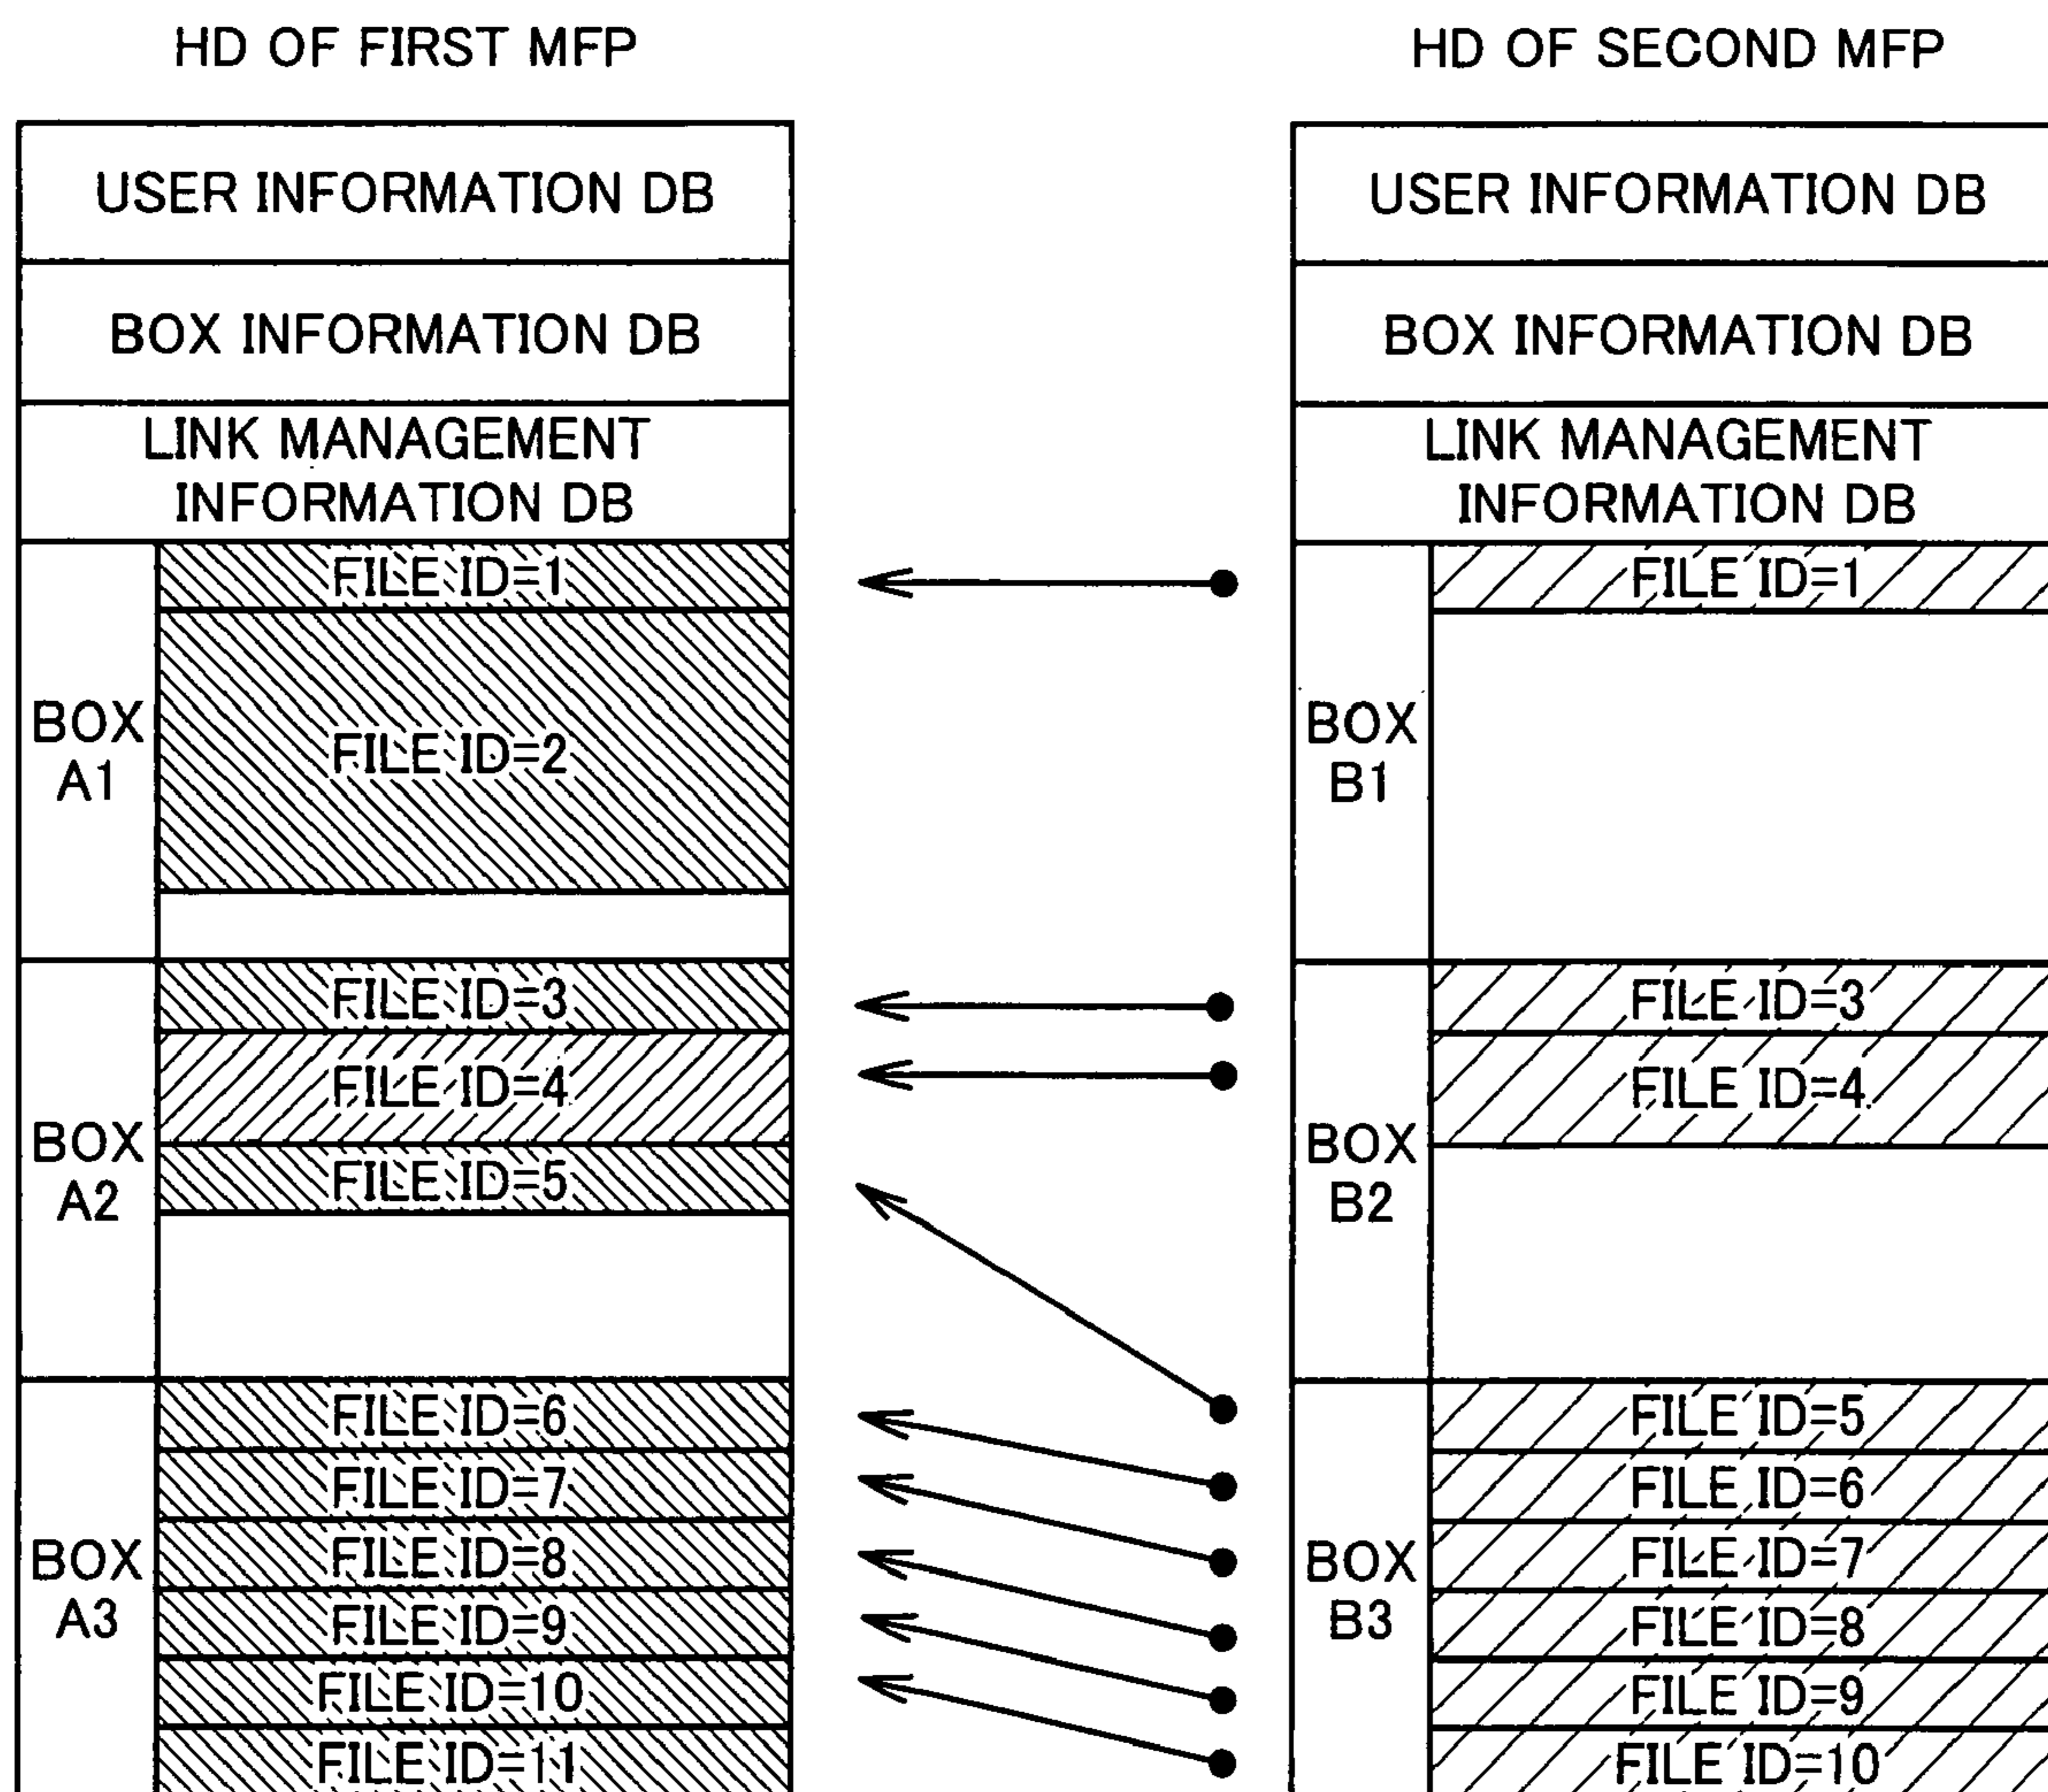 HD OF FIRST MFP
USER INFORMATION DB
BOX INFORMATION DB
LINK MANAGEMENT
INFORMATION DB
BOX
A1
FILE ID=1
FILE ID=2
BOX
A2
FILE ID=3
FILE ID=4
FILE ID=5
BOX
A3
FILE ID=6
FILE ID=7
FILE ID=8
FILE ID=9
FILE ID=10
FILE ID=11
HD OF SECOND MFP
USER INFORMATION DB
BOX INFORMATION DB
LINK MANAGEMENT
INFORMATION DB
BOX
B1
FILE ID=1
BOX
B2
FILE ID=3
FILE ID=4
BOX
B3
FILE ID=5
FILE ID=6
FILE ID=7
FILE ID=8
FILE ID=9
FILE ID=10